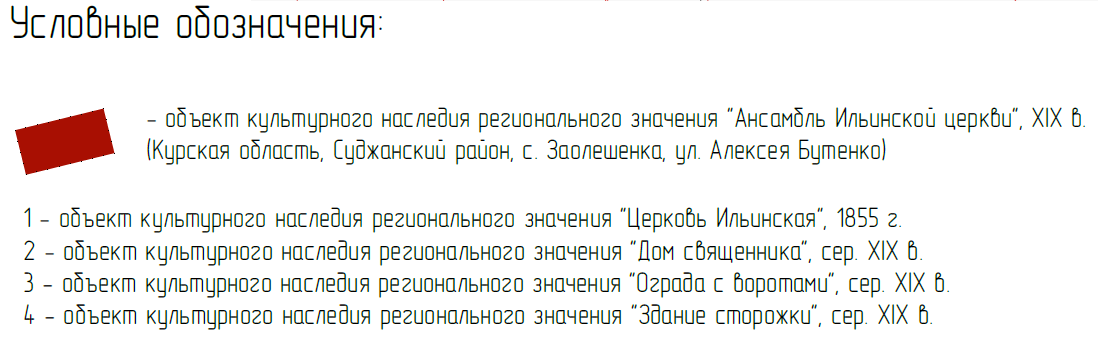 Условные обозначения:
- объект культурного наследия регионального значения "Ансамбль Ильинской церкви", XIX в.
(Курская область, Суджанский район, с. Заолешенка, ул. Алексея Бутенко)
1 - объект культурного наследия регионального значения "Церковь Ильинская", 1855 г.
2 - объект культурного наследия регионального значения "Дом священника", сер. XIX в.
3 - объект культурного наследия регионального значения "Ограда с воротами", сер. XIX в.
4 - объект культурного наследия регионального значения "Здание сторожки", сер. XIX в.